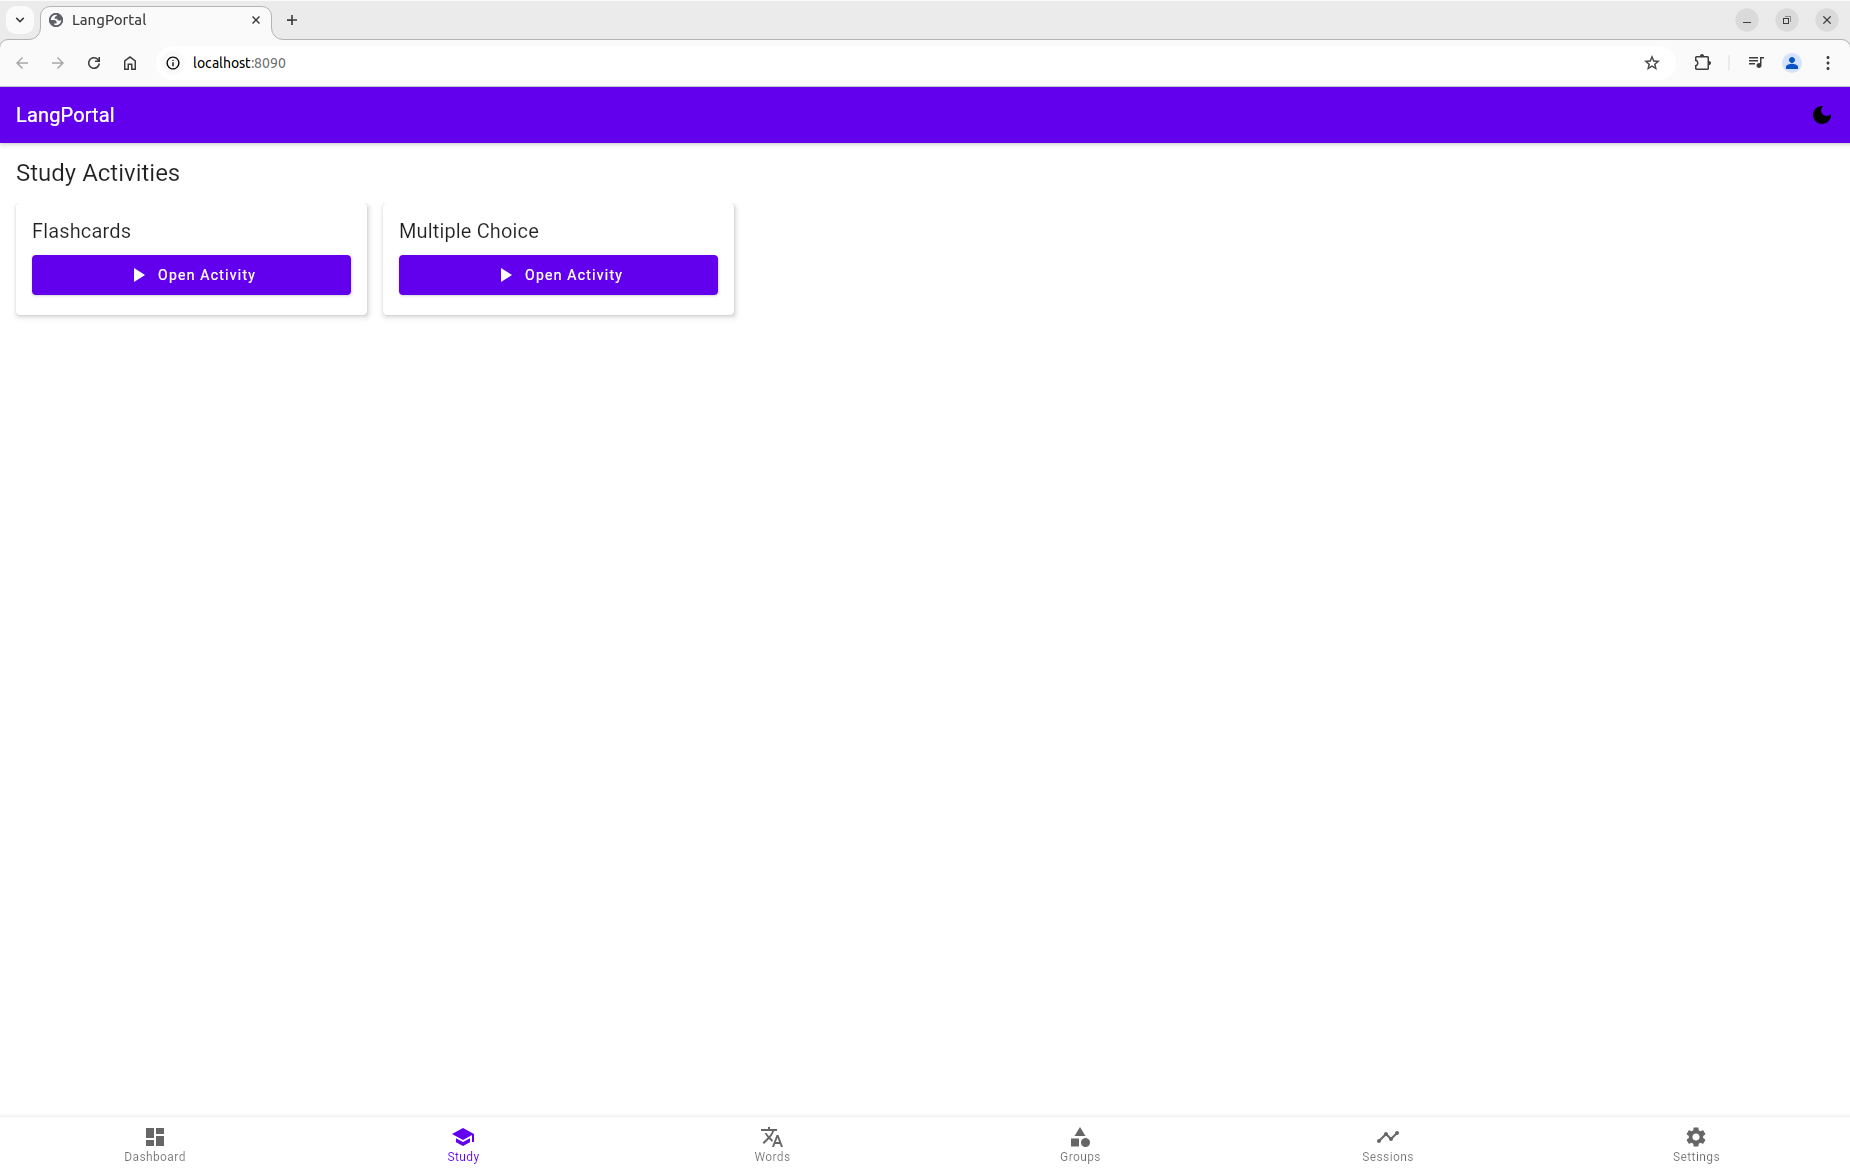 LangPortal
localhost:8090
LangPortal
Study Activities
Flashcards
Open Activity
Multiple Choice
Open Activity
Dashboard
Study
Words
Groups
Sessions
Settings